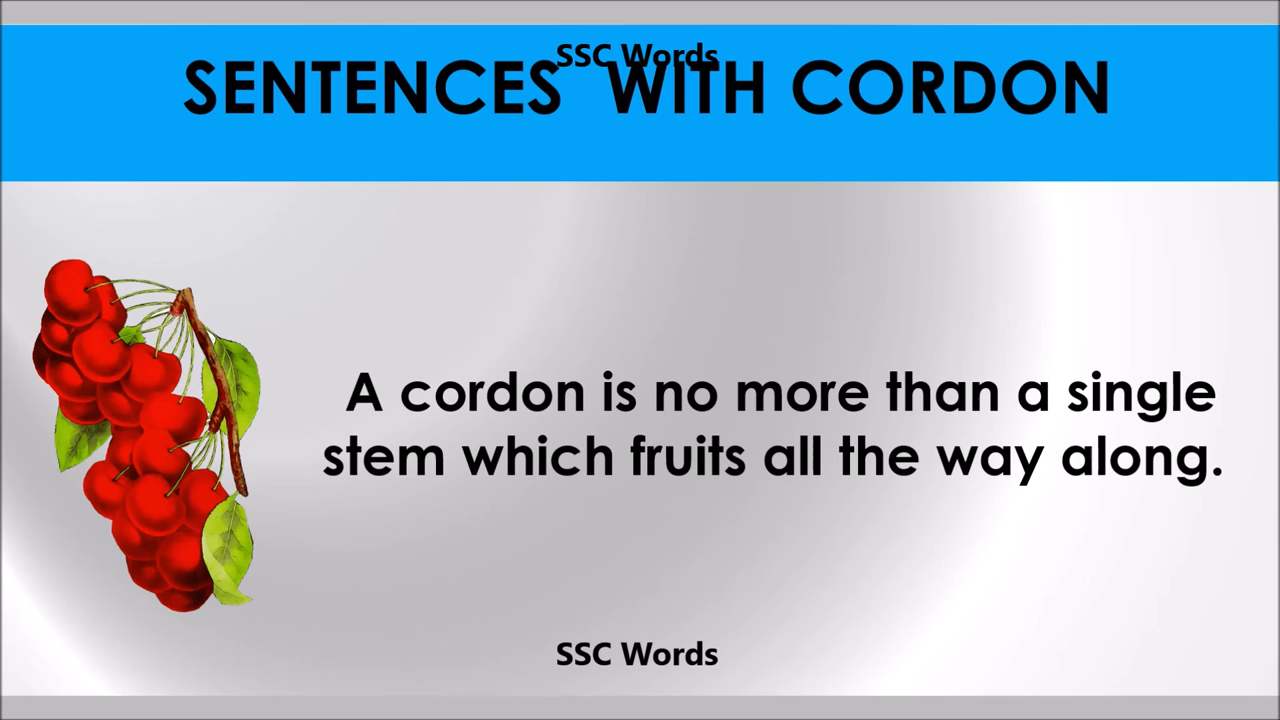 SSC Words
SENTENCES WITH CORDON
A cordon is no more than a single
stem which fruits all the way along.
SSC Words